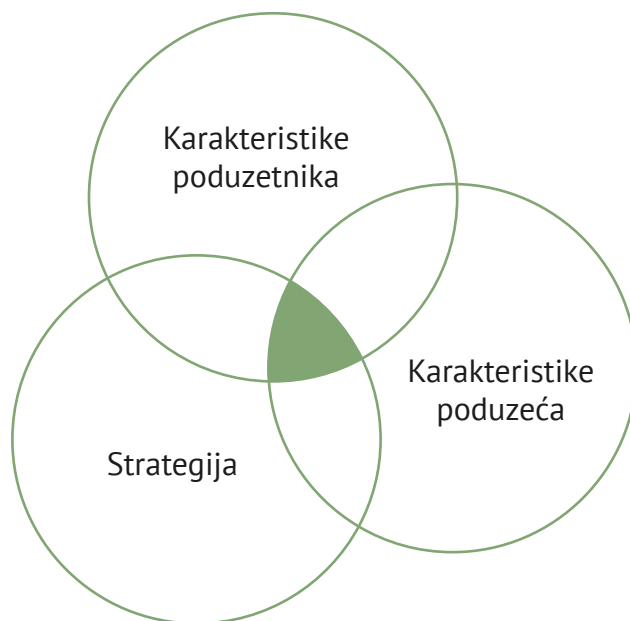 Karakteristike
poduzetnika
Karakteristike
poduzeća
Strategija